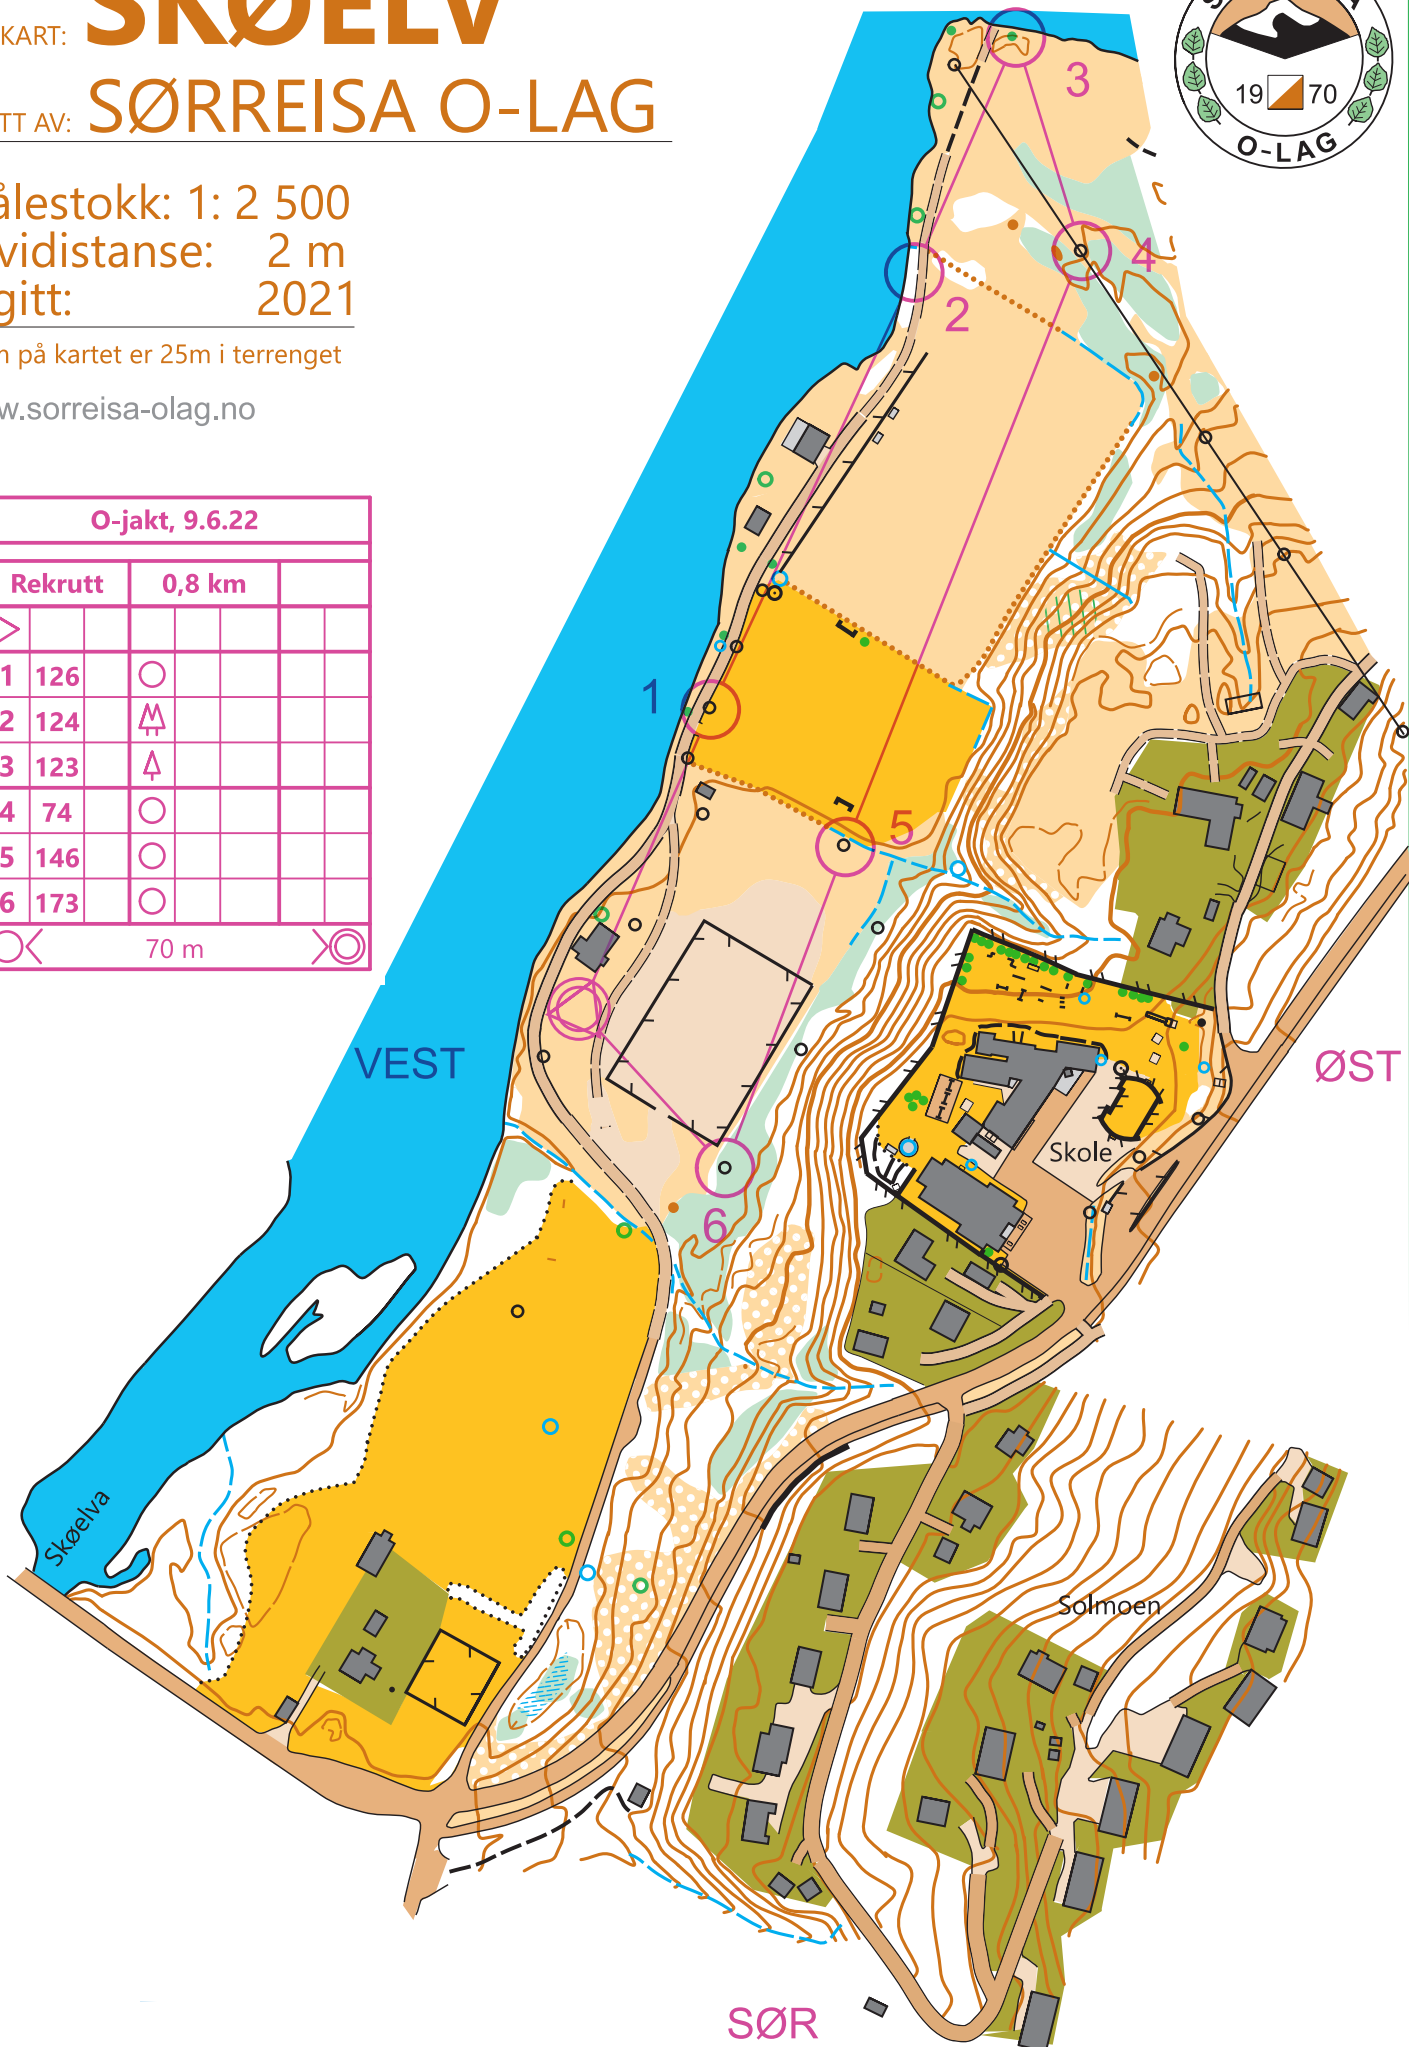 KART: SKØELV
TT AV: SØRREISA O-LAG
ålestokk: 1: 2 500
vidistanse: 2 m
gitt: 2021
på kartet er 25m i terrenget
w.sorreisa-olag.no
19 70
O-LAG
O-jakt, 9.6.22
Rekrutt 0,8 km
1 126
2 124
3 123
4 74
5 146
6 173
70 m
3
4
2
1
5
6
VEST
ØST
Skole
Skøelva
Solmoen
SØR